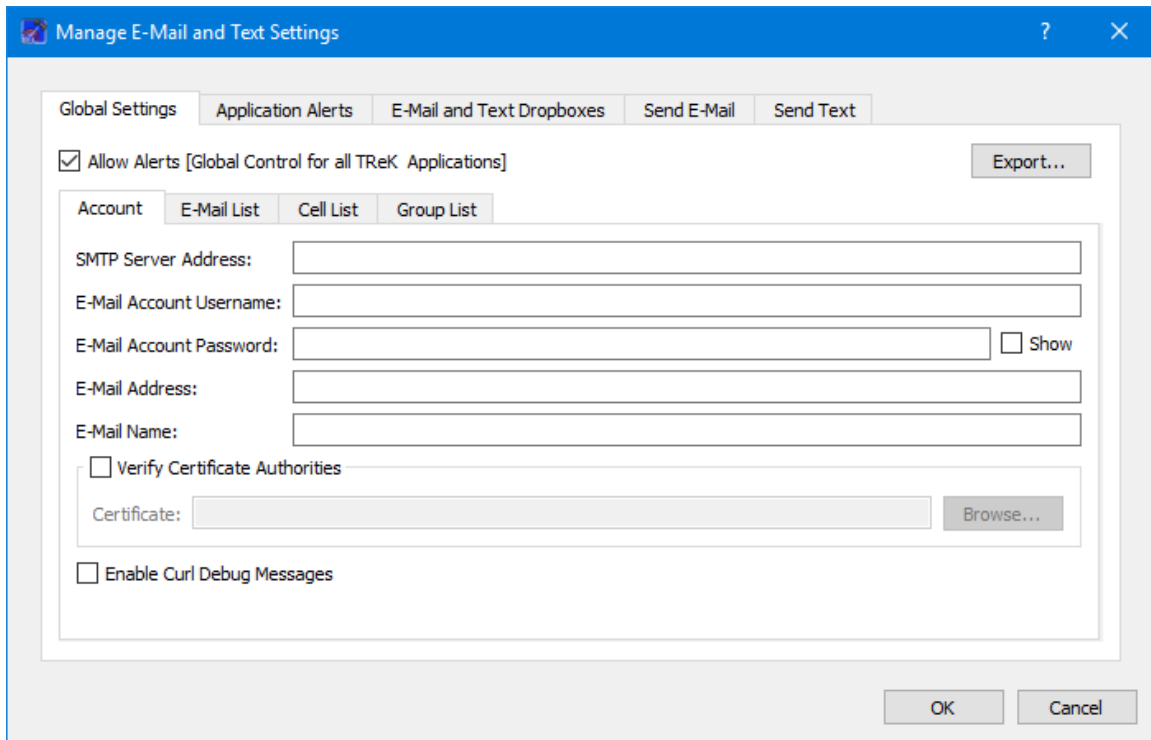 Manage E-Mail and Text Settings ?
Global Settings Application Alerts E-Mail and Text Dropboxes Send E-Mail Send Text
Allow Alerts [Global Control for all TReK Applications] Export...
Account E-Mail List Cell List Group List
SMTP Server Address:
E-Mail Account Username:
E-Mail Account Password: Show
E-Mail Address:
E-Mail Name:
Verify Certificate Authorities
Certificate: Browse...
Enable Curl Debug Messages
OK Cancel